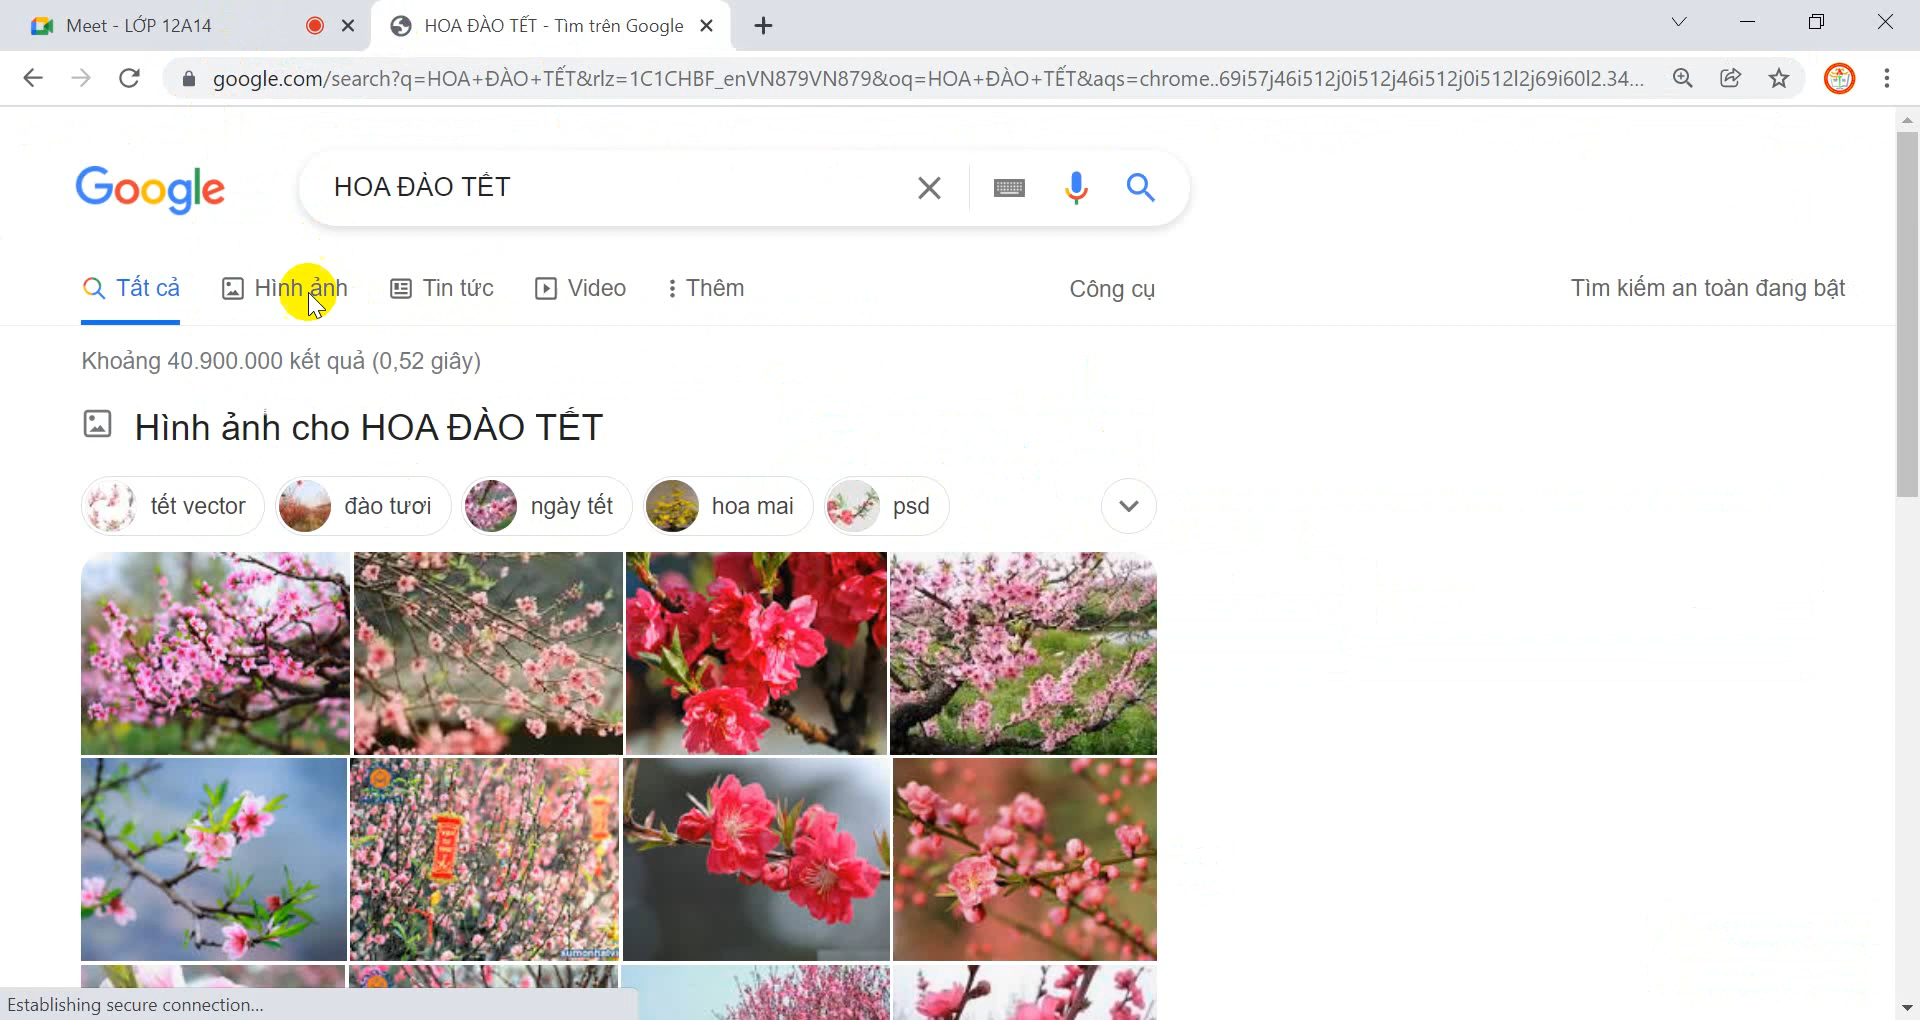 Meet - LỚP 12A14
HOA ĐÀO TẾT - Tìm trên Google
google.com/search?q=HOA+ĐÀO+TẾT&rlz=1C1CHBF_enVN879VN879&oq=HOA+ĐÀO+TẾT&aqs=chrome..69i57j46i512j0i512j46i512j0i512l2j69i60l2.34...
Google
HOA ĐÀO TẾT
Tất cả
Hình ảnh
Tin tức
Video
Thêm
Công cụ
Tìm kiếm an toàn đang bật
Khoảng 40.900.000 kết quả (0,52 giây)
Hình ảnh cho HOA ĐÀO TẾT
tết vector
đào tươi
ngày tết
hoa mai
psd
Establishing secure connection...